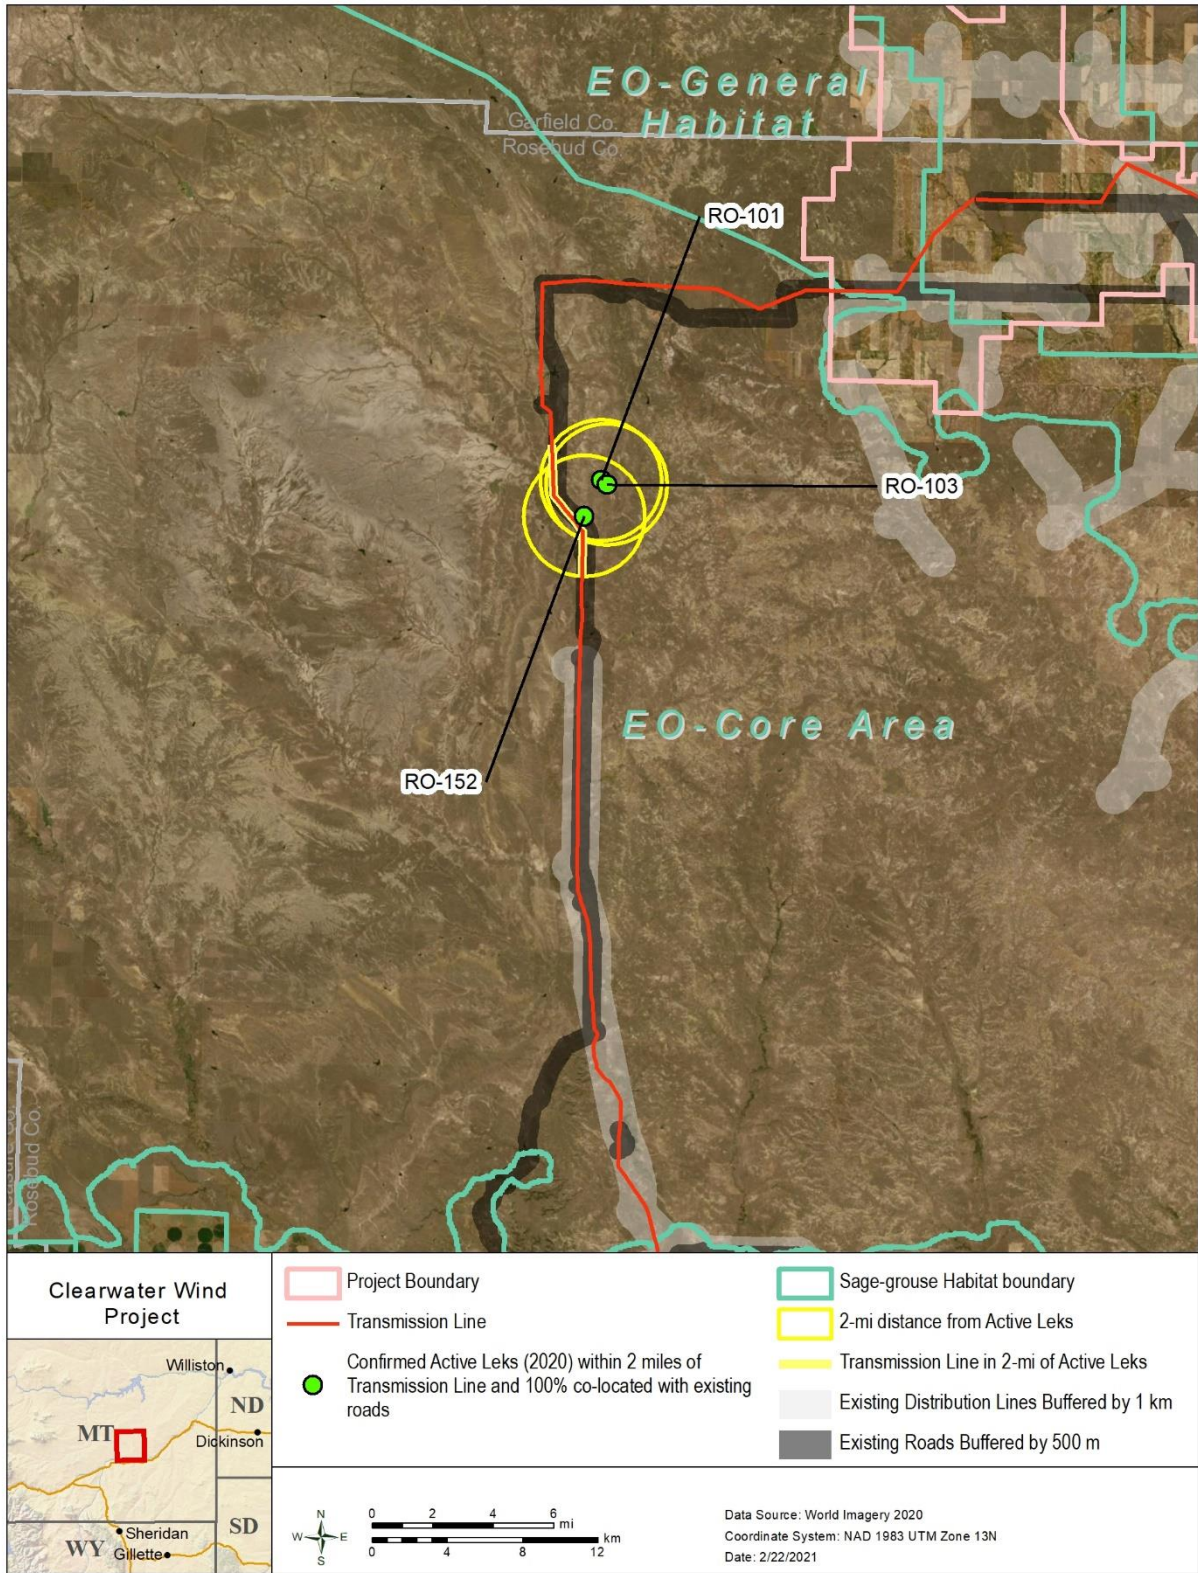 EO-General
Habitat
Garfield Co.
Rosebud Co.
RO-101
RO-103
EO-Core Area
RO-152
Rosebud Co.
Clearwater Wind
Project
Williston
ND
MT
Dickinson
Sheridan
SD
WY
Gillette
Project Boundary
Transmission Line
Confirmed Active Leks (2020) within 2 miles of
Transmission Line and 100% co-located with existing
roads
Sage-grouse Habitat boundary
2-mi distance from Active Leks
Transmission Line in 2-mi of Active Leks
Existing Distribution Lines Buffered by 1 km
Existing Roads Buffered by 500 m
N
W E
S
0 2 4 6
mi
km
0 4 8 12
Data Source: World Imagery 2020
Coordinate System: NAD 1983 UTM Zone 13N
Date: 2/22/2021